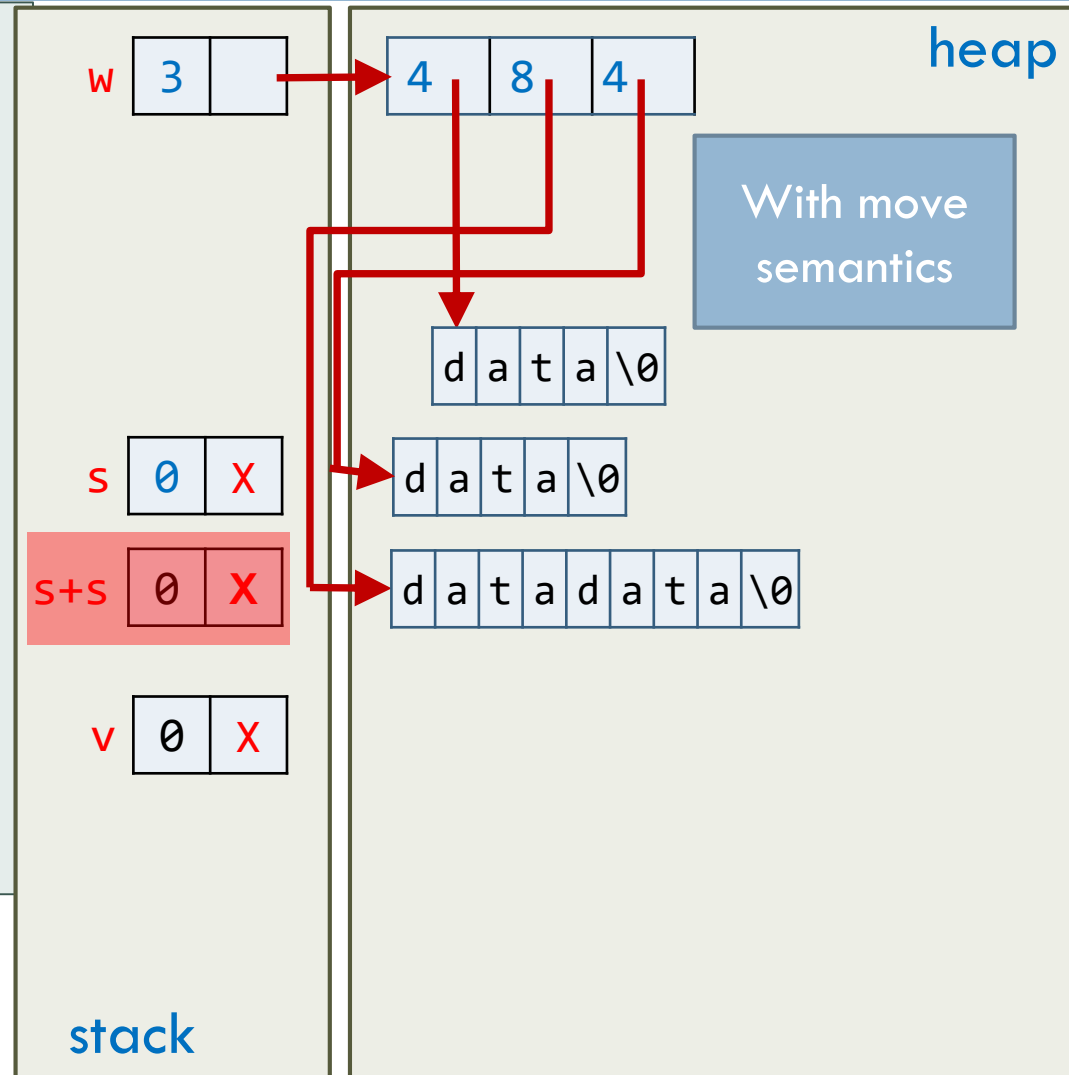 heap
w 3 4 8 4
With move
semantics
d a t a \0
s 0 X d a t a \0
s+s 0 X d a t a d a t a \0
v 0 X
stack